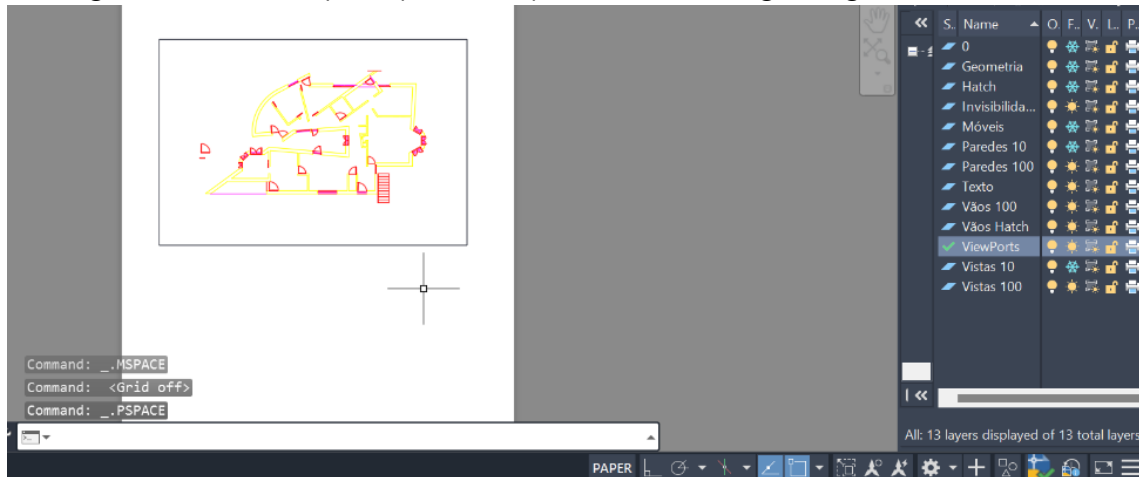 S.. Name O. F.. V. L.. P.
0
Geometria
Hatch
Invisibilida...
Móveis
Paredes 10
Paredes 100
Texto
Vãos 100
Vãos Hatch
ViewPorts
Vistas 10
Vistas 100
Command: _.MSPACE
Command: <Grid off>
Command: _.PSPACE
All: 13 layers displayed of 13 total layers
PAPER